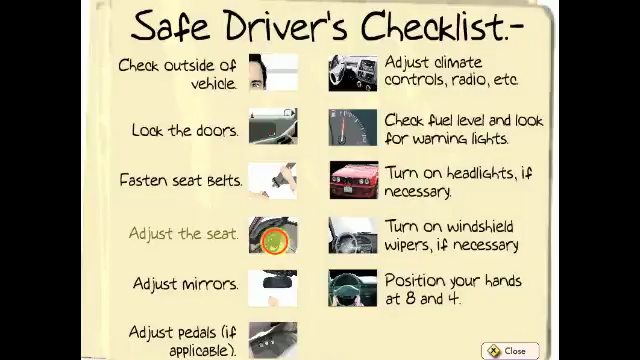 Safe Driver's Checklist.-
Check outside of
vehicle.
Lock the doors.
Fasten seat belts.
Adjust the seat.
Adjust mirrors.
Adjust pedals (if
applicable).
Adjust climate
controls, radio, etc.
Check fuel level and look
for warning lights.
Turn on headlights, if
necessary.
Turn on windshield
wipers, if necessary
Position your hands
at 8 and 4.
Close